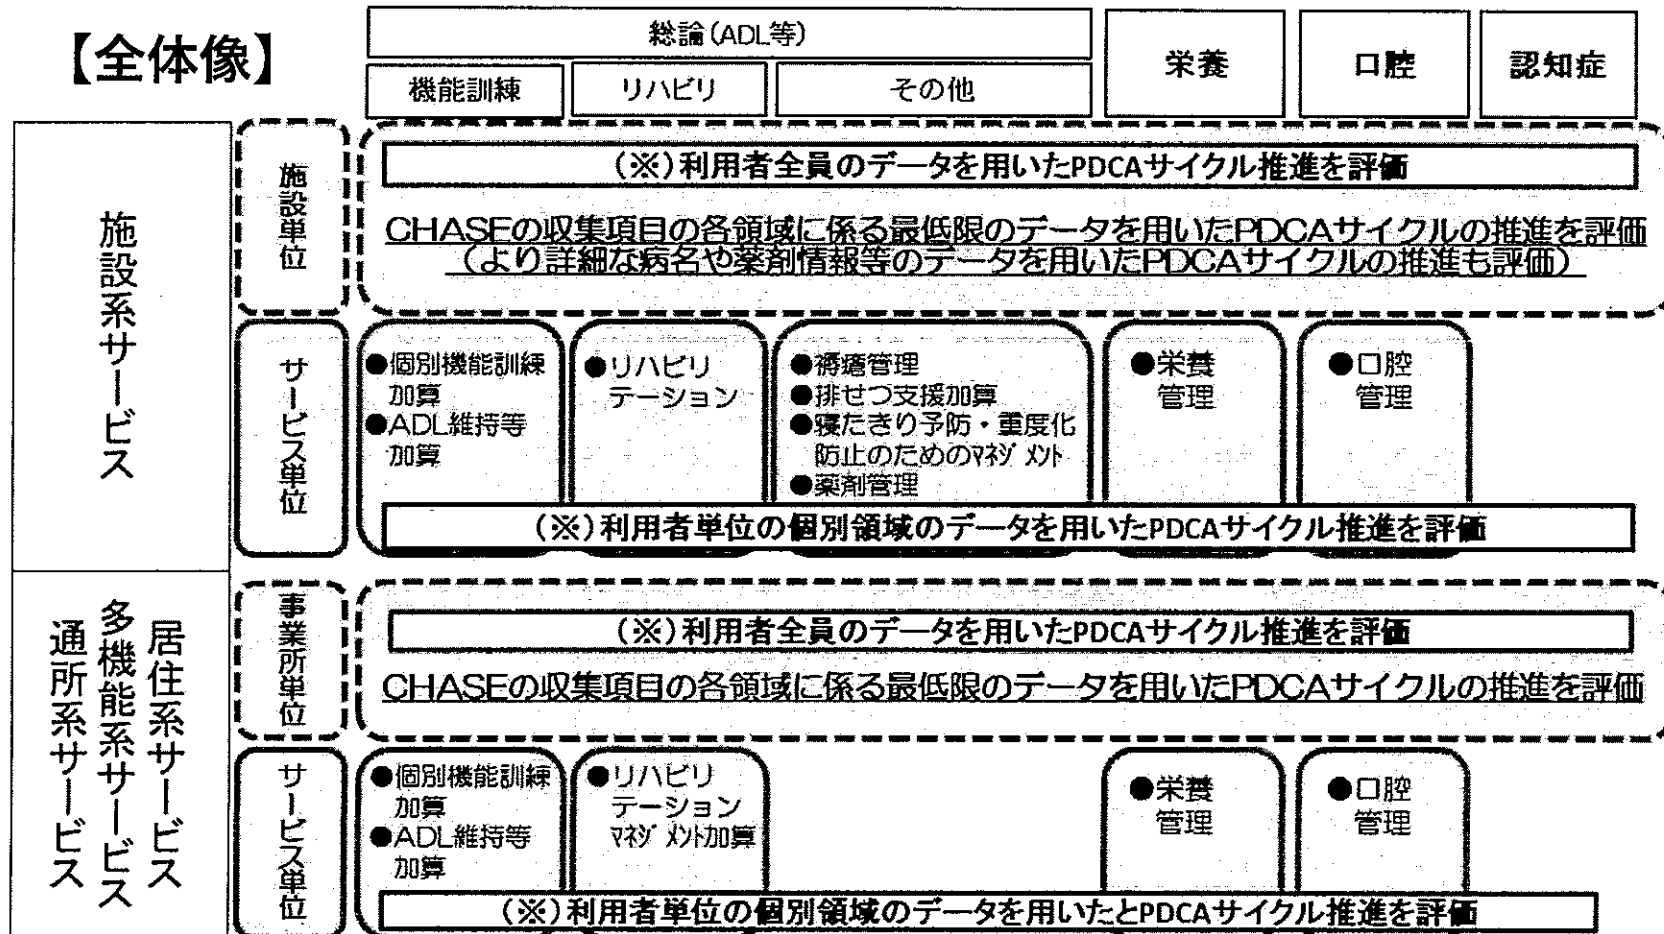 【全体像】
総論(ADL等)
機能訓練
リハビリ
その他
栄養
口腔
認知症
施設系サービス
施設単位
(※)利用者全員のデータを用いたPDCAサイクル推進を評価
CHASEの収集項目の各領域に係る最低限のデータを用いたPDCAサイクルの推進を評価
(より詳細な病名や薬剤情報等のデータを用いたPDCAサイクルの推進も評価)
サービス単位
●個別機能訓練
加算
●ADL維持等
加算
●リハビリ
テーション
●褥瘡管理
●排せつ支援加算
●寝たきり予防・重度化
防止のためのマネジメント
●薬剤管理
●栄養
管理
●口腔
管理
(※)利用者単位の個別領域のデータを用いたPDCAサイクル推進を評価
居住系サービス
多機能系サービス
通所系サービス
事業所単位
(※)利用者全員のデータを用いたPDCAサイクル推進を評価
CHASEの収集項目の各領域に係る最低限のデータを用いたPDCAサイクルの推進を評価
サービス単位
●個別機能訓練
加算
●ADL維持等
加算
●リハビリ
テーション
マネジメント加算
●栄養
管理
●口腔
管理
(※)利用者単位の個別領域のデータを用いたとPDCAサイクル推進を評価